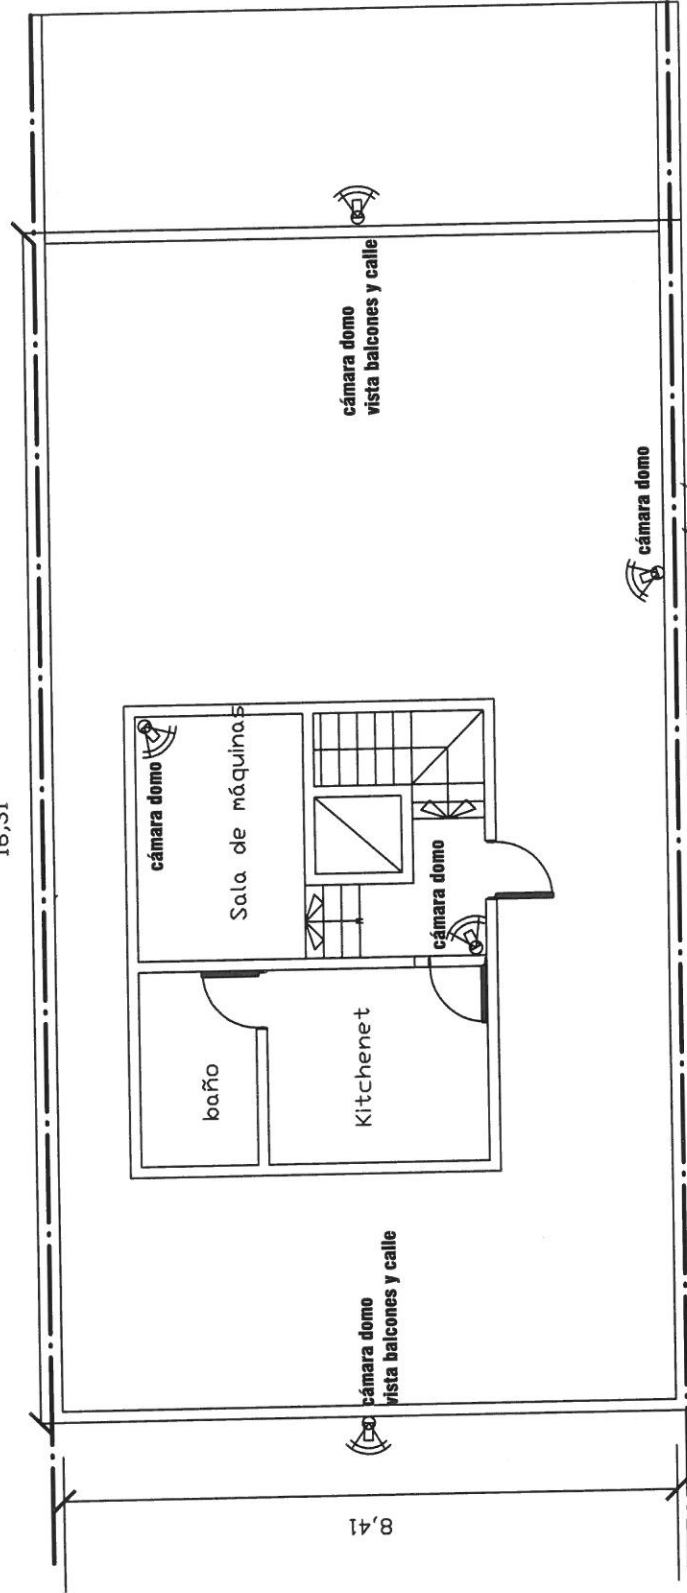 16,31
8,41
cámara domo
Sala de máquinas
baño
Kitchenet
cámara domo
cámara domo
vista balcones y calle
cámara domo
vista balcones y calle
cámara domo